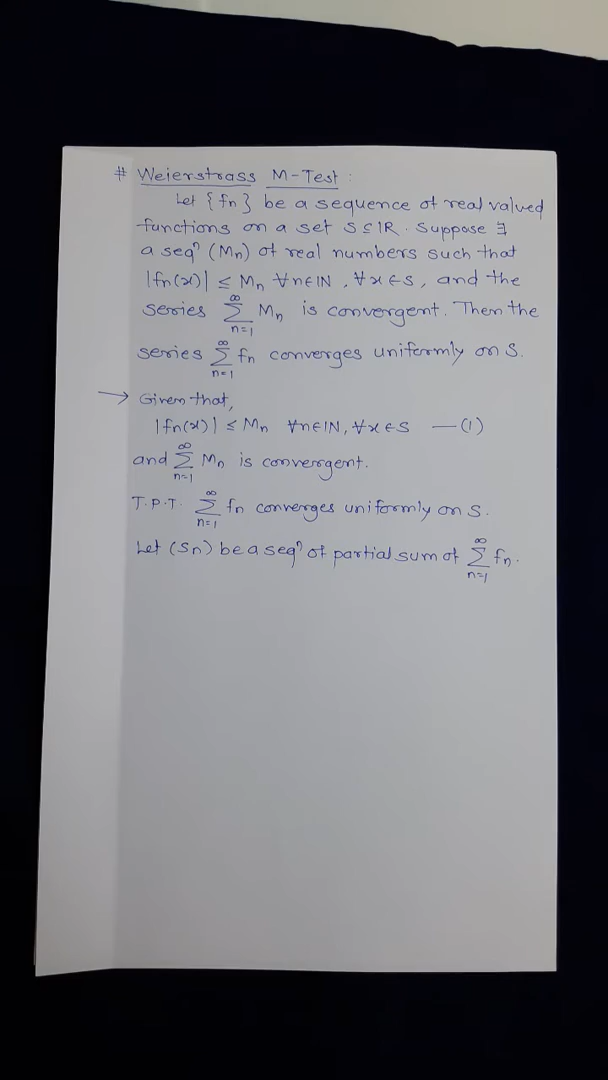 # Weierstrass M-Test :
Let {fn} be a sequence of real valued
functions on a set S⊆IR. Suppose ∃
a seqⁿ (Mn) of real numbers such that
|fn(x)| ≤ Mn ∀n∈IN, ∀x∈S, and the
series ∑_{n=1}^{∞} Mn is convergent. Then the
series ∑_{n=1}^{∞} fn converges uniformly on S.
→ Given that,
|fn(x)| ≤ Mn ∀n∈IN, ∀x∈S —(1)
and ∑_{n=1}^{∞} Mn is convergent.
T.P.T. ∑_{n=1}^{∞} fn converges uniformly on S.
Let (Sn) be a seqⁿ of partial sum of ∑_{n=1}^{∞} fn.